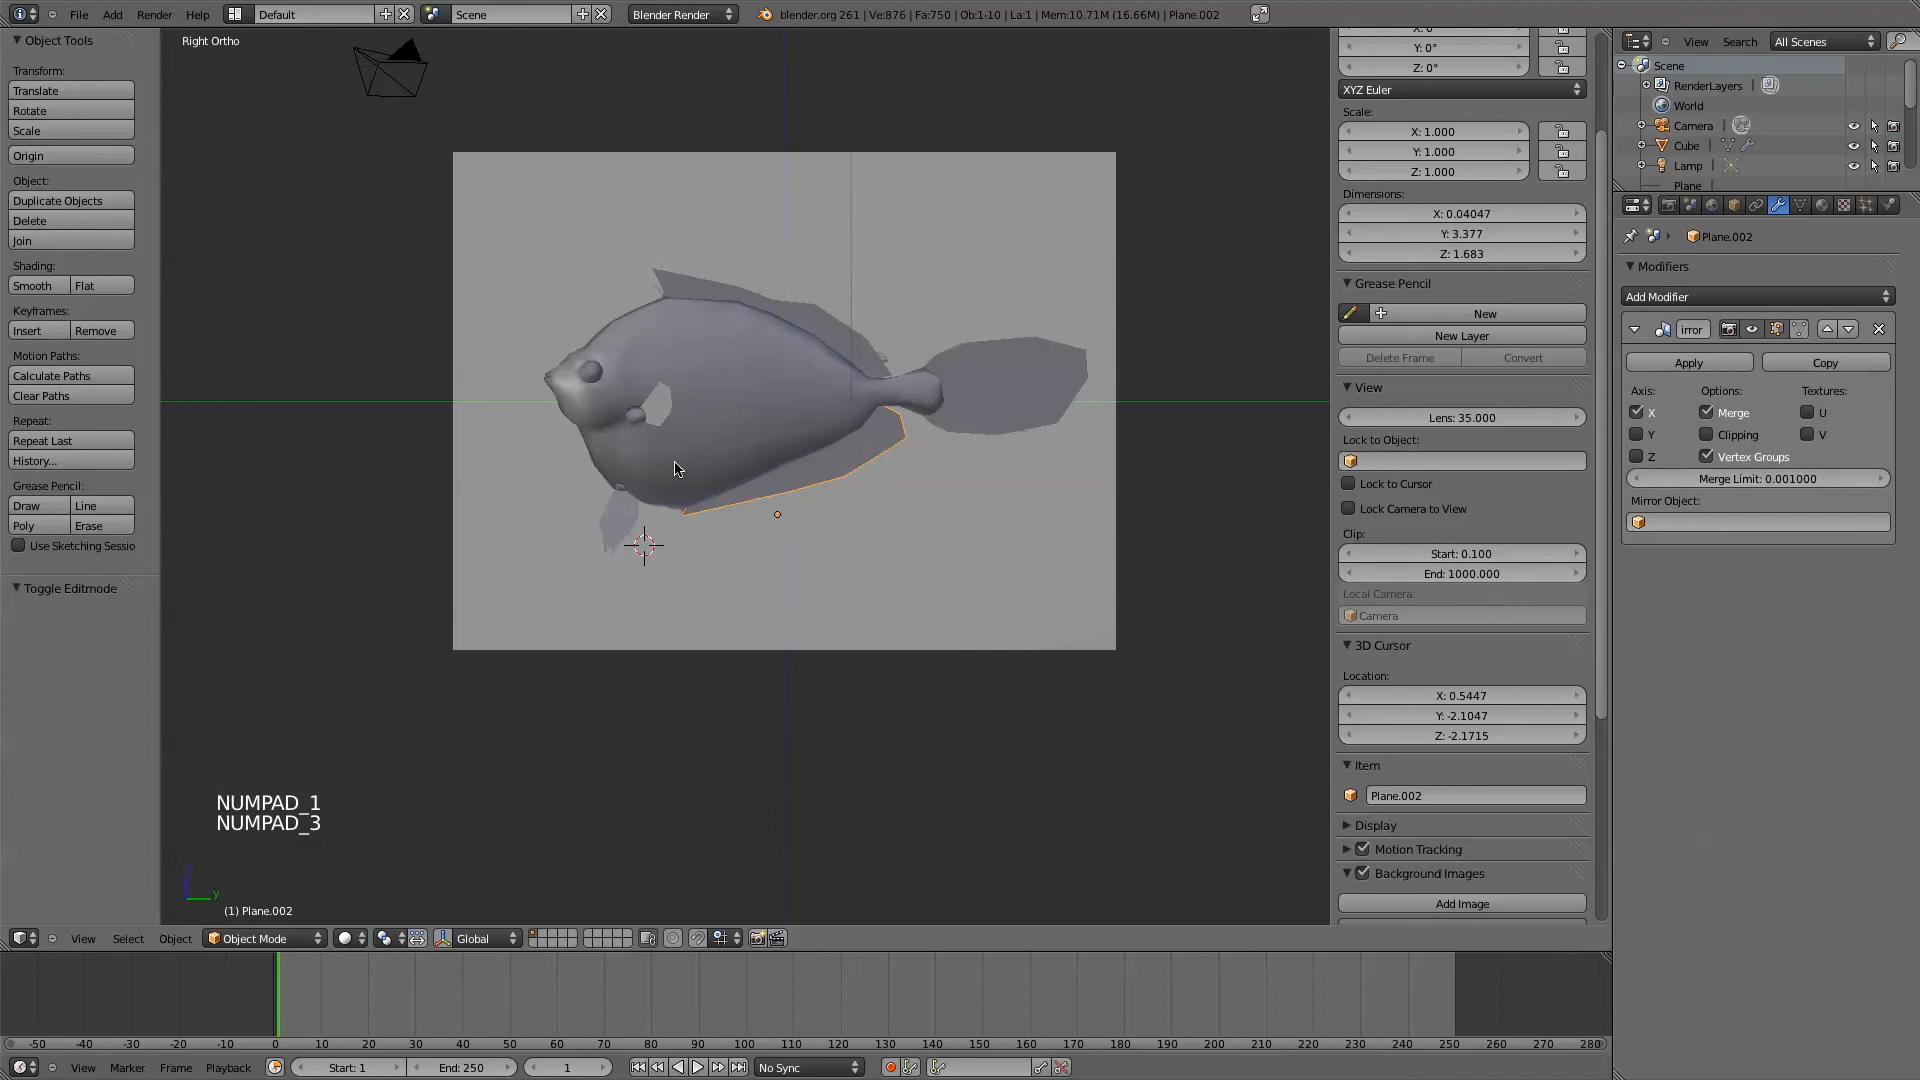 File Add Render Help Default Scene Blender Render blender.org 261 | Ve:876 | Fa:750 | Ob:1-10 | La:1 | Mem:10.71M (16.66M) | Plane.002
Object Tools
Transform:
Translate
Rotate
Scale
Origin
Object:
Duplicate Objects
Delete
Join
Shading:
Smooth Flat
Keyframes:
Insert Remove
Motion Paths:
Calculate Paths
Clear Paths
Repeat:
Repeat Last
History...
Grease Pencil:
Draw Line
Poly Erase
Use Sketching Sessio
Toggle Editmode
Right Ortho
NUMPAD_1
NUMPAD_3
y
(1) Plane.002
Y: 0°
Z: 0°
XYZ Euler
Scale:
X: 1.000
Y: 1.000
Z: 1.000
Dimensions:
X: 0.04047
Y: 3.377
Z: 1.683
Grease Pencil
New
New Layer
Delete Frame Convert
View
Lens: 35.000
Lock to Object:
Lock to Cursor
Lock Camera to View
Clip:
Start: 0.100
End: 1000.000
Local Camera:
Camera
3D Cursor
Location:
X: 0.5447
Y: -2.1047
Z: -2.1715
Item
Plane.002
Display
Motion Tracking
Background Images
Add Image
View Search All Scenes
Scene
RenderLayers
World
Camera
Cube
Lamp
Plane
Plane.002
Modifiers
Add Modifier
irror
Apply Copy
Axis: Options: Textures:
X Merge U
Y Clipping V
Z Vertex Groups
Merge Limit: 0.001000
Mirror Object:
View Select Object Object Mode Global
-50 -40 -30 -20 -10 0 10 20 30 40 50 60 70 80 90 100 110 120 130 140 150 160 170 180 190 200 210 220 230 240 250 260 270 280
View Marker Frame Playback Start: 1 End: 250 1 No Sync